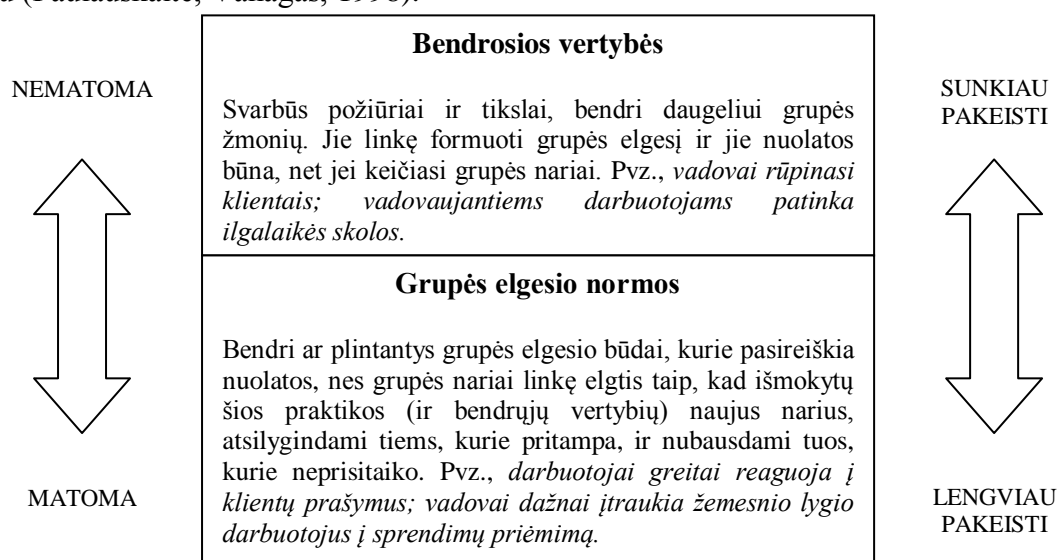 Bendrosios vertybės
NEMATOMA
SUNKIAU
PAKEISTI
Svarbūs požiūriai ir tikslai, bendri daugeliui grupės
žmonių. Jie linkę formuoti grupės elgesį ir jie nuolatos
būna, net jei keičiasi grupės nariai. Pvz., vadovai rūpinasi
klientais; vadovaujantiems darbuotojams patinka
ilgalaikės skolos.
Grupės elgesio normos
Bendri ar plintantys grupės elgesio būdai, kurie pasireiškia
nuolatos, nes grupės nariai linkę elgtis taip, kad išmokytų
šios praktikos (ir bendrųjų vertybių) naujus narius,
atsilygindami tiems, kurie pritampa, ir nubausdami tuos,
kurie neprisitaiko. Pvz., darbuotojai greitai reaguoja į
klientų prašymus; vadovai dažnai įtraukia žemesnio lygio
darbuotojus į sprendimų priėmimą.
MATOMA
LENGVIAU
PAKEISTI